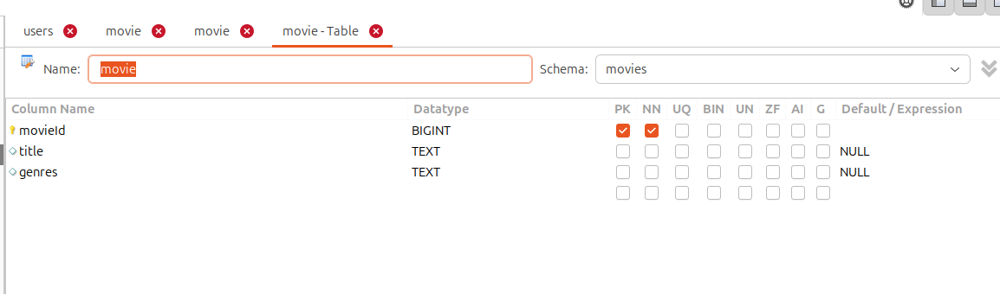 users movie movie movie - Table
Name: movie Schema: movies
Column Name Datatype PK NN UQ BIN UN ZF AI G Default / Expression
movieId BIGINT
title TEXT NULL
genres TEXT NULL